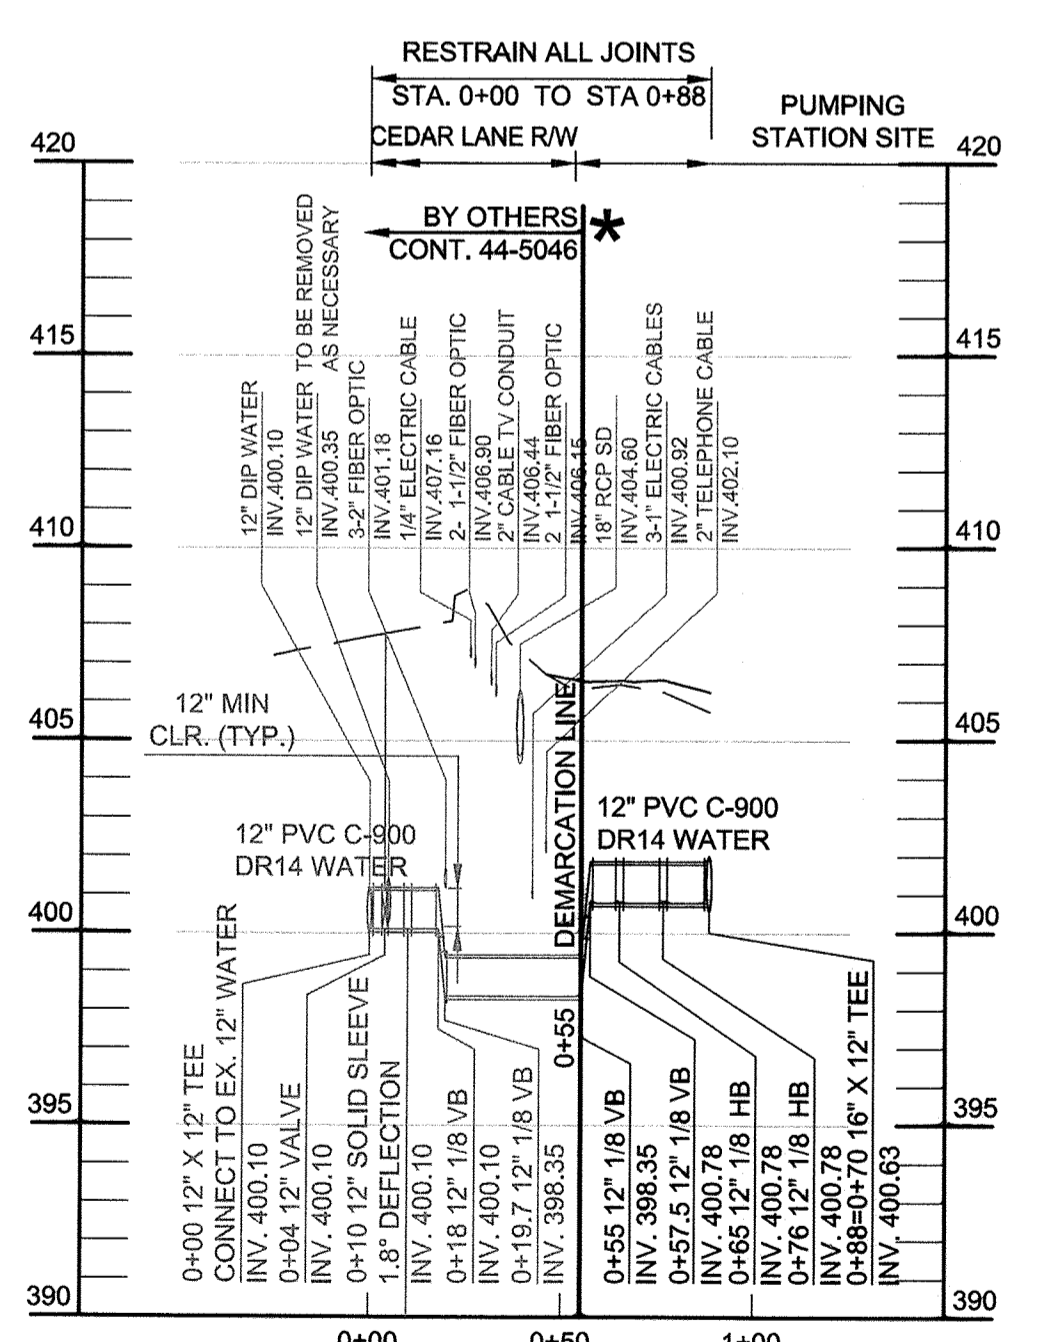 RESTRAIN ALL JOINTS
STA. 0+00 TO STA 0+88
PUMPING
STATION SITE
CEDAR LANE R/W
420
420
BY OTHERS
*
CONT. 44-5046
415
415
12" DIP WATER
INV.400.10
12" DIP WATER TO BE REMOVED
AS NECESSARY
INV.400.35
3-2" FIBER OPTIC
INV.401.18
1/4" ELECTRIC CABLE
INV.407.16
2- 1-1/2" FIBER OPTIC
INV.406.90
2" CABLE TV CONDUIT
INV.406.44
2 1-1/2" FIBER OPTIC
INV.406.15
18" RCP SD
INV.404.60
3-1" ELECTRIC CABLES
INV.400.92
2" TELEPHONE CABLE
INV.402.10
410
410
12" MIN
CLR. (TYP.)
405
405
DEMARCATION LINE
0+55
12" PVC C-900
DR14 WATER
12" PVC C-900
DR14 WATER
400
400
0+00 12" X 12" TEE
CONNECT TO EX. 12" WATER
INV. 400.10
0+04 12" VALVE
INV. 400.10
0+10 12" SOLID SLEEVE
1.8° DEFLECTION
INV. 400.10
0+18 12" 1/8 VB
INV. 400.10
0+19.7 12" 1/8 VB
INV. 398.35
0+55 12" 1/8 VB
INV. 398.35
0+57.5 12" 1/8 VB
INV. 400.78
0+65 12" 1/8 HB
INV. 400.78
0+76 12" 1/8 HB
INV. 400.78
0+88=0+70 16" X 12" TEE
INV. 400.63
395
395
390
390
0+00
0+50
1+00